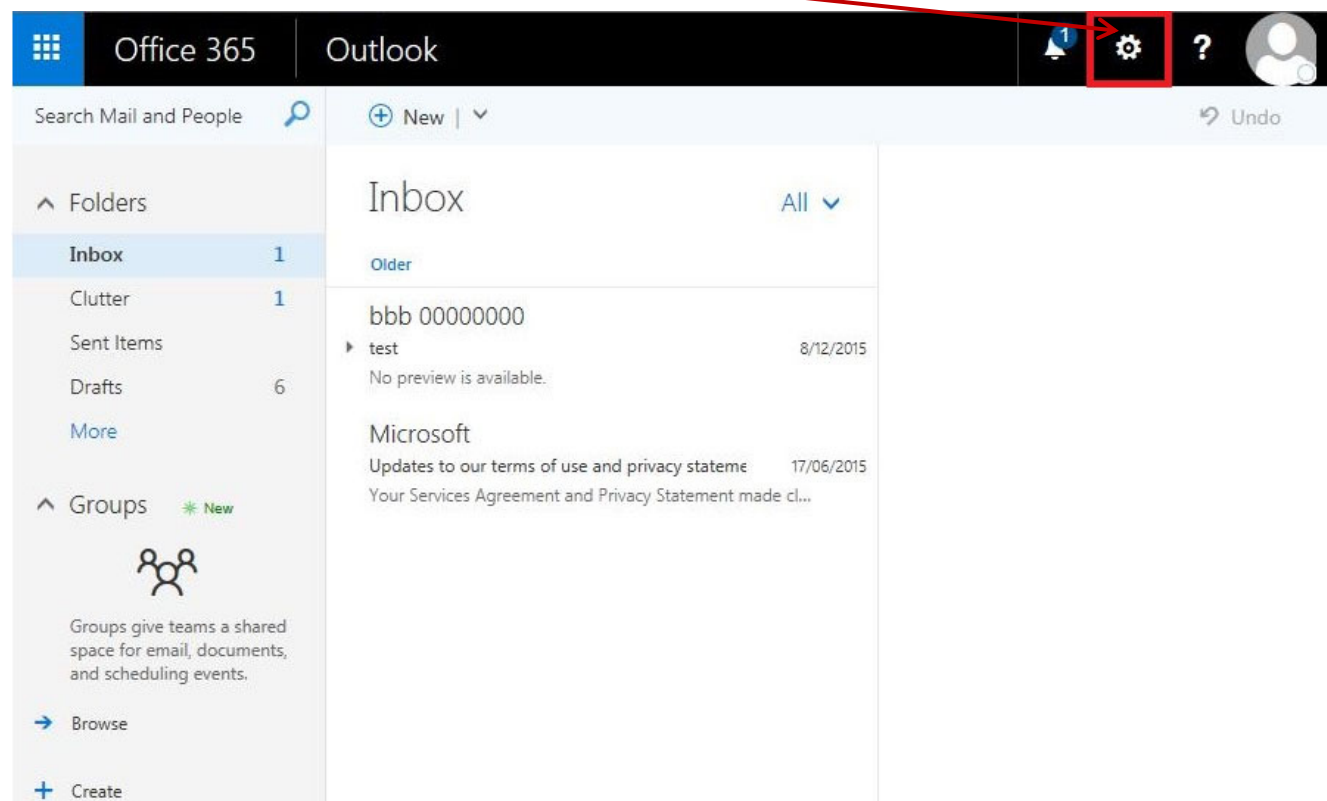 Office 365
Outlook
1
?
Search Mail and People
New
Undo
Folders
Inbox 1
Clutter 1
Sent Items
Drafts 6
More
Groups
New
Groups give teams a shared
space for email, documents,
and scheduling events.
Browse
Create
Inbox
All
Older
bbb 00000000
test 8/12/2015
No preview is available.
Microsoft
Updates to our terms of use and privacy stateme 17/06/2015
Your Services Agreement and Privacy Statement made cl...